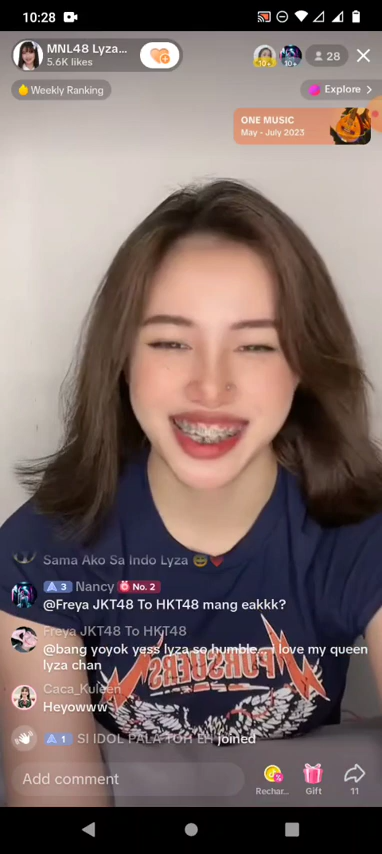 10:28
MNL48 Lyza...
5.6K likes
10+
10+
28
Weekly Ranking
Explore >
ONE MUSIC
May - July 2023
Sama Ako Sa Indo Lyza 🤓❤️
3 Nancy No. 2
@Freya JKT48 To HKT48 mang eakkk?
Freya JKT48 To HKT48
@bang yoyok yess lyza so humble... i love my queen
lyza chan
Caca_Kuleen
Heyowww
1 SI IDOL PALA TOH EH joined
Add comment
Rechar...
Gift
11